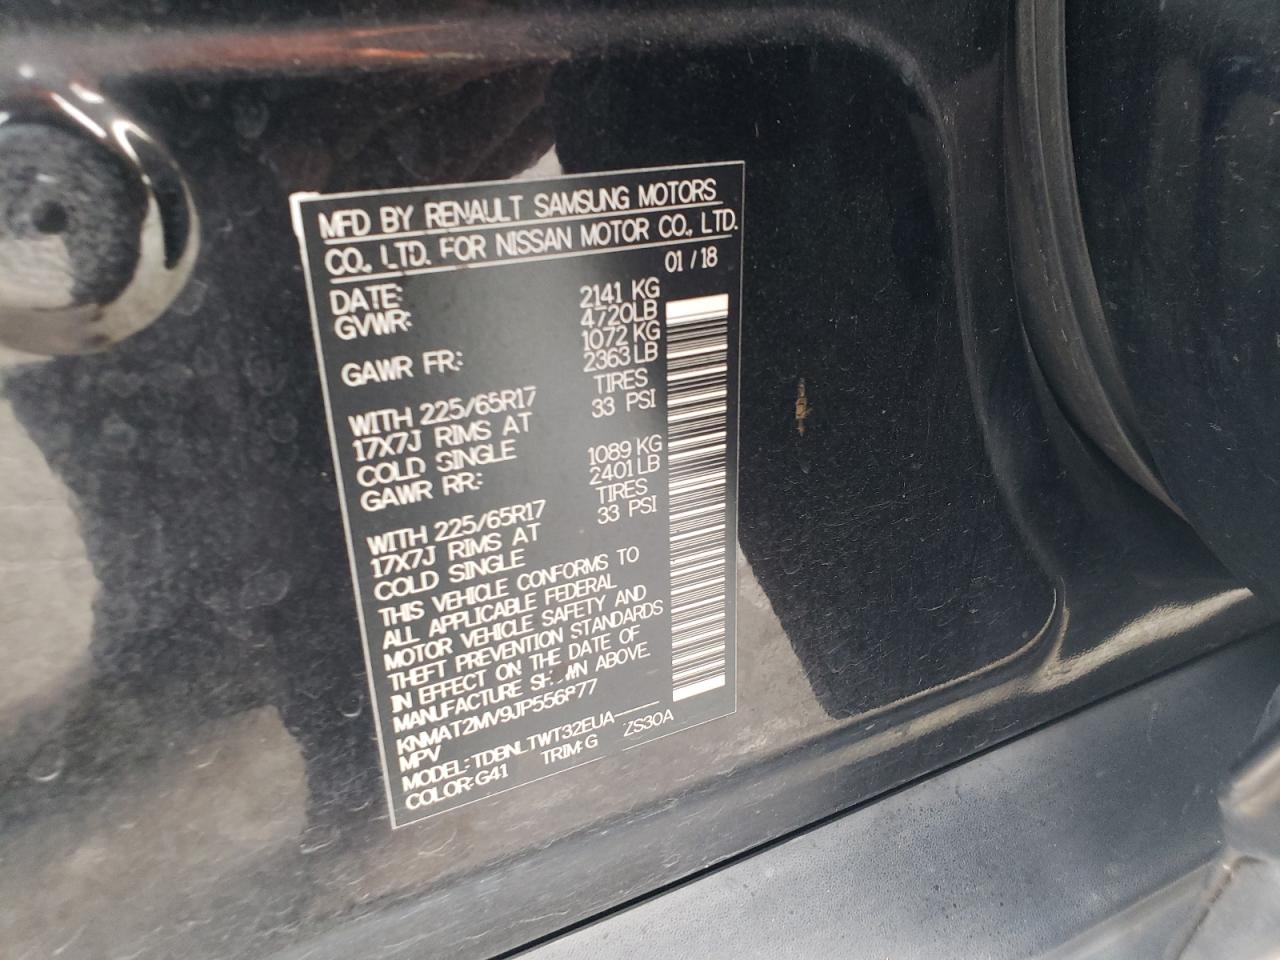 MFD BY RENAULT SAMSUNG MOTORS
CO., LTD. FOR NISSAN MOTOR CO., LTD.
DATE: 01 / 18
GVWR: 2141 KG
4720LB
GAWR FR: 1072 KG
2363LB
WITH 225/65R17 TIRES
17X7J RIMS AT 33 PSI
COLD SINGLE
GAWR RR: 1089 KG
2401LB
WITH 225/65R17 TIRES
17X7J RIMS AT 33 PSI
COLD SINGLE
THIS VEHICLE CONFORMS TO
ALL APPLICABLE FEDERAL
MOTOR VEHICLE SAFETY AND
THEFT PREVENTION STANDARDS
IN EFFECT ON THE DATE OF
MANUFACTURE SHOWN ABOVE.
MPV
MODEL: TDBNLTWT32EUA
COLOR:G41 TRIM:G ZS30A